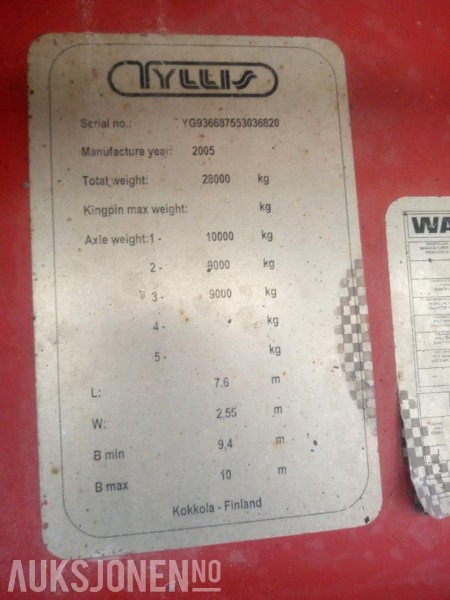 TYLLIS
Serial no.: YG936687553036820
Manufacture year: 2005
Total weight: 28000 kg
Kingpin max weight: kg
Axle weight:1 - 10000 kg
2 - 9000 kg
3 - 9000 kg
4 - kg
5 - kg
L: 7,6 m
W: 2,55 m
B min 9,4 m
B max 10 m
Kokkola - Finland
WA
AUKSJONEN.NO